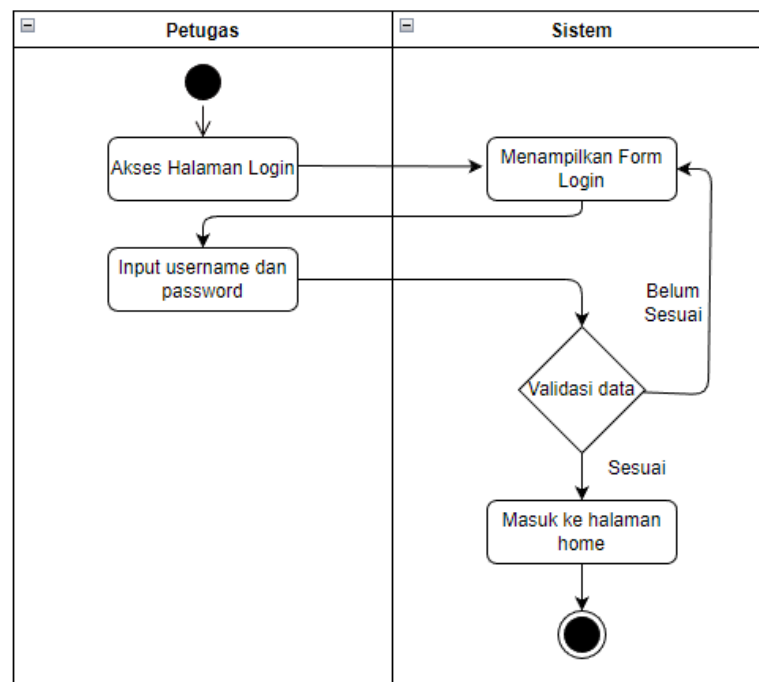 Petugas
Sistem
Akses Halaman Login
Menampilkan Form
Login
Input username dan
password
Belum
Sesuai
Validasi data
Sesuai
Masuk ke halaman
home